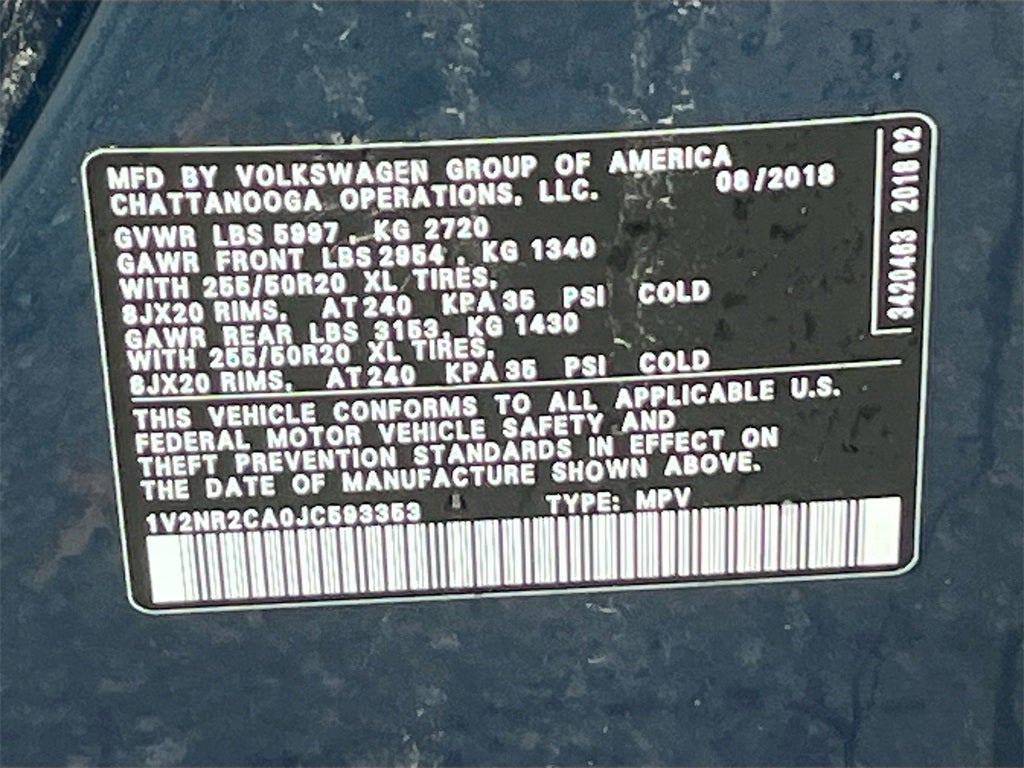 MFD BY VOLKSWAGEN GROUP OF AMERICA
CHATTANOOGA OPERATIONS, LLC.
08/2018
GVWR LBS 5997, KG 2720
GAWR FRONT LBS 2954, KG 1340
WITH 255/50R20 XL TIRES.
8JX20 RIMS. AT 240 KPA 35 PSI COLD
GAWR REAR LBS 3153, KG 1430
WITH 255/50R20 XL TIRES.
8JX20 RIMS. AT 240 KPA 35 PSI COLD
THIS VEHICLE CONFORMS TO ALL APPLICABLE U.S.
FEDERAL MOTOR VEHICLE SAFETY AND
THEFT PREVENTION STANDARDS IN EFFECT ON
THE DATE OF MANUFACTURE SHOWN ABOVE.
1V2NR2CA0JC593353 TYPE: MPV
3420463 2018 62